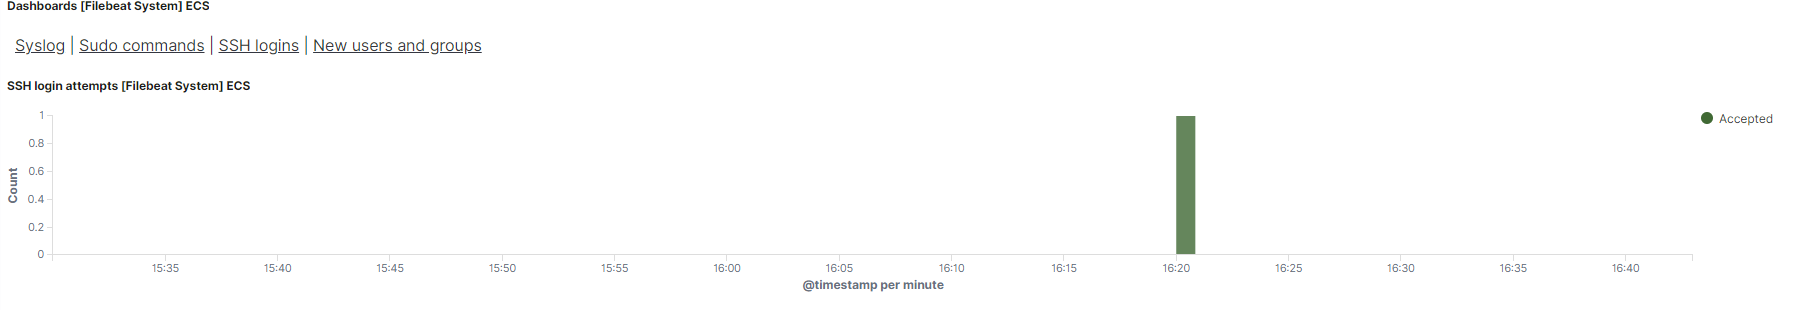 Dashboards [Filebeat System] ECS
Syslog | Sudo commands | SSH logins | New users and groups
SSH login attempts [Filebeat System] ECS
1
0.8
0.6
0.4
0.2
0
Count
Accepted
15:35 15:40 15:45 15:50 15:55 16:00 16:05 16:10 16:15 16:20 16:25 16:30 16:35 16:40
@timestamp per minute